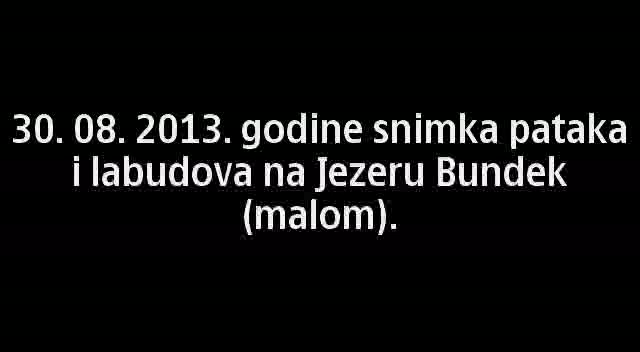 30. 08. 2013. godine snimka pataka
i labudova na Jezeru Bundek
(malom).